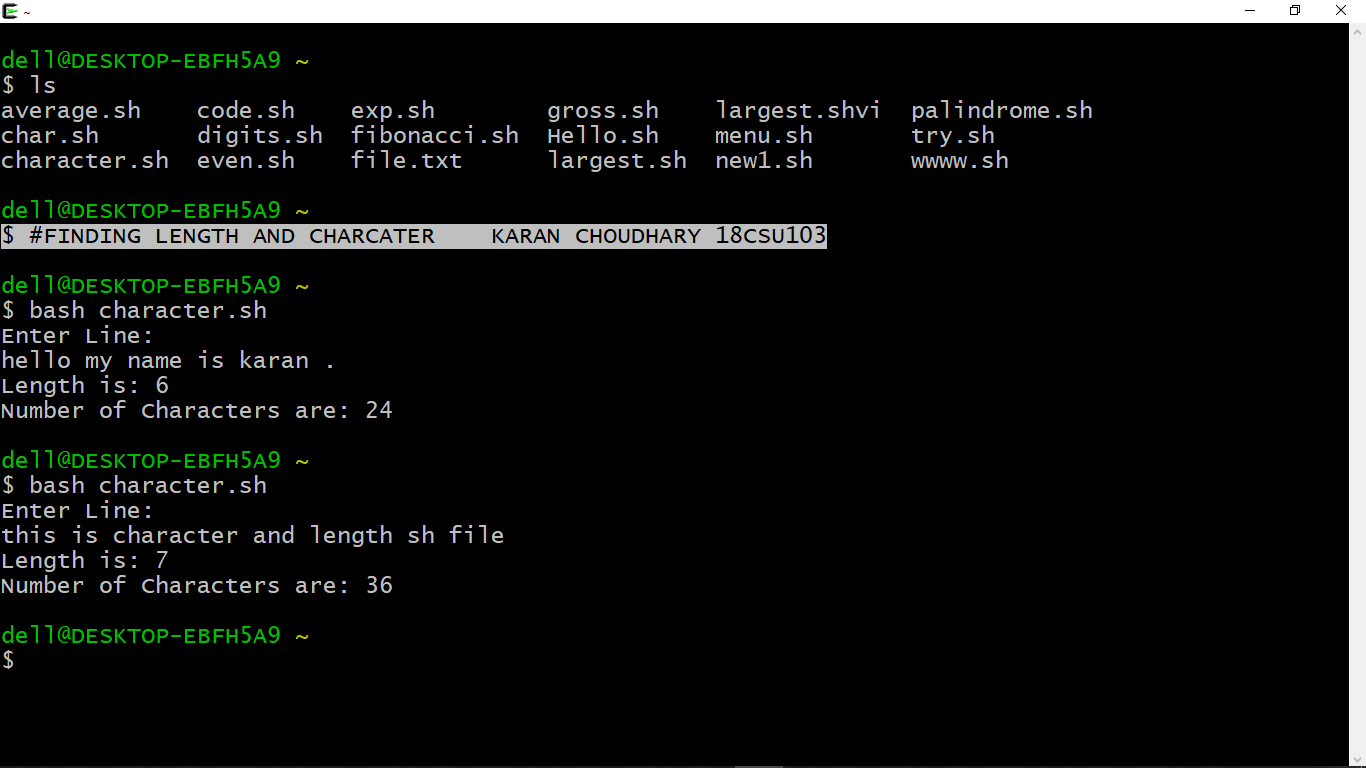 ~
dell@DESKTOP-EBFH5A9 ~
$ ls
average.sh    code.sh    exp.sh        gross.sh    largest.shvi  palindrome.sh
char.sh       digits.sh  fibonacci.sh  Hello.sh    menu.sh       try.sh
character.sh  even.sh    file.txt      largest.sh  new1.sh       wwww.sh
dell@DESKTOP-EBFH5A9 ~
$ #FINDING LENGTH AND CHARCATER    KARAN CHOUDHARY 18CSU103
dell@DESKTOP-EBFH5A9 ~
$ bash character.sh
Enter Line:
hello my name is karan .
Length is: 6
Number of Characters are: 24
dell@DESKTOP-EBFH5A9 ~
$ bash character.sh
Enter Line:
this is character and length sh file
Length is: 7
Number of Characters are: 36
dell@DESKTOP-EBFH5A9 ~
$